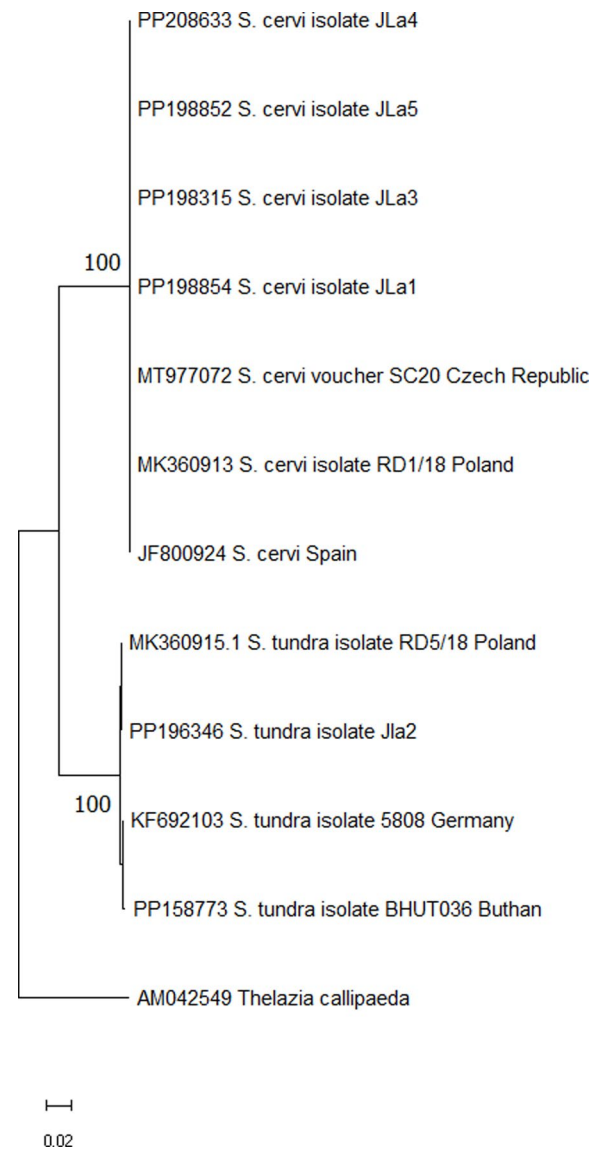 PP208633 S. cervi isolate JLa4
PP198852 S. cervi isolate JLa5
PP198315 S. cervi isolate JLa3
100
PP198854 S. cervi isolate JLa1
MT977072 S. cervi voucher SC20 Czech Republic
MK360913 S. cervi isolate RD1/18 Poland
JF800924 S. cervi Spain
MK360915.1 S. tundra isolate RD5/18 Poland
PP196346 S. tundra isolate Jla2
100
KF692103 S. tundra isolate 5808 Germany
PP158773 S. tundra isolate BHUT036 Buthan
AM042549 Thelazia callipaeda
0.02